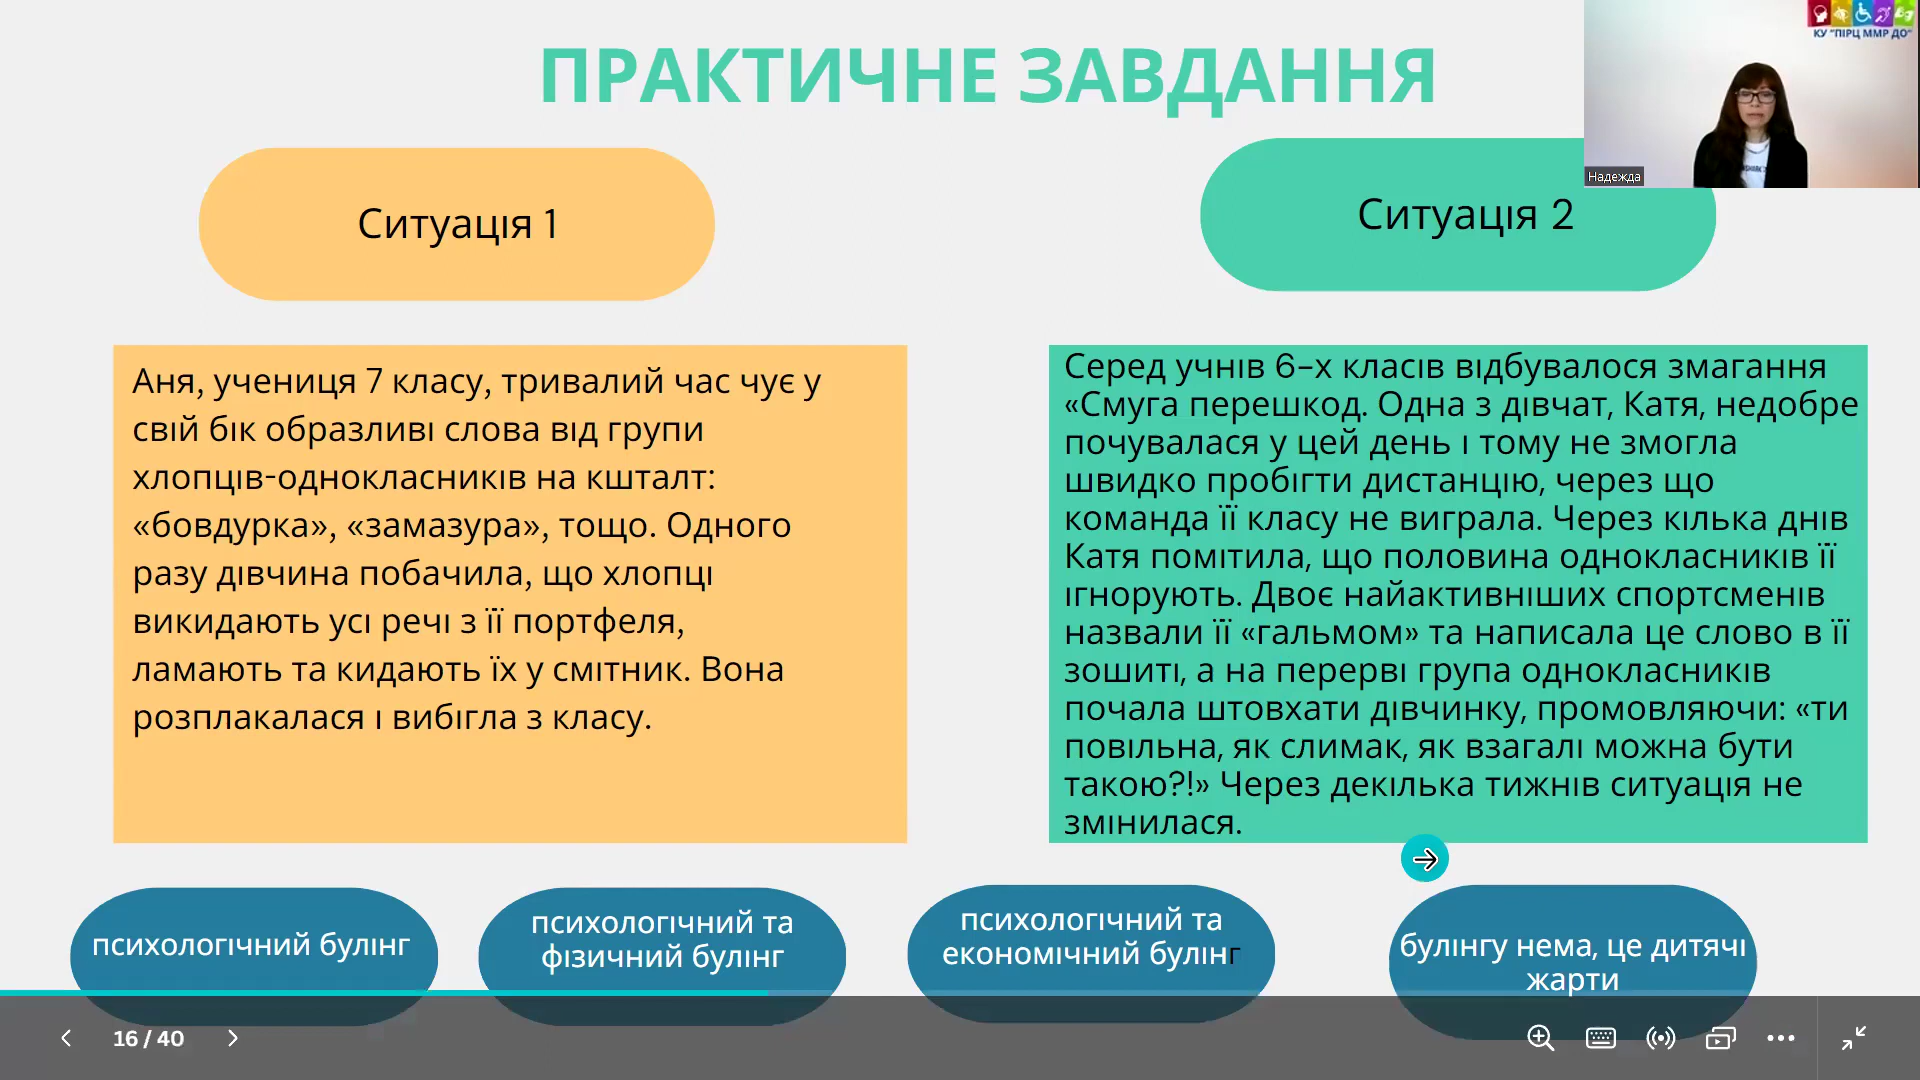 ПРАКТИЧНЕ ЗАВДАННЯ
КУ "ПІРЦ ММР ДО"
Надежда
Ситуація 1
Ситуація 2
Аня, учениця 7 класу, тривалий час чує у
свій бік образливі слова від групи
хлопців-однокласників на кшталт:
«бовдурка», «замазура», тощо. Одного
разу дівчина побачила, що хлопці
викидають усі речі з її портфеля,
ламають та кидають їх у смітник. Вона
розплакалася і вибігла з класу.
Серед учнів 6–х класів відбувалося змагання
«Смуга перешкод. Одна з дівчат, Катя, недобре
почувалася у цей день і тому не змогла
швидко пробігти дистанцію, через що
команда її класу не виграла. Через кілька днів
Катя помітила, що половина однокласників її
ігнорують. Двоє найактивніших спортсменів
назвали її «гальмом» та написала це слово в її
зошиті, а на перерві група однокласників
почала штовхати дівчинку, промовляючи: «ти
повільна, як слимак, як взагалі можна бути
такою?!» Через декілька тижнів ситуація не
змінилася.
психологічний булінг
психологічний та
фізичний булінг
психологічний та
економічний булінг
булінгу нема, це дитячі
жарти
16 / 40